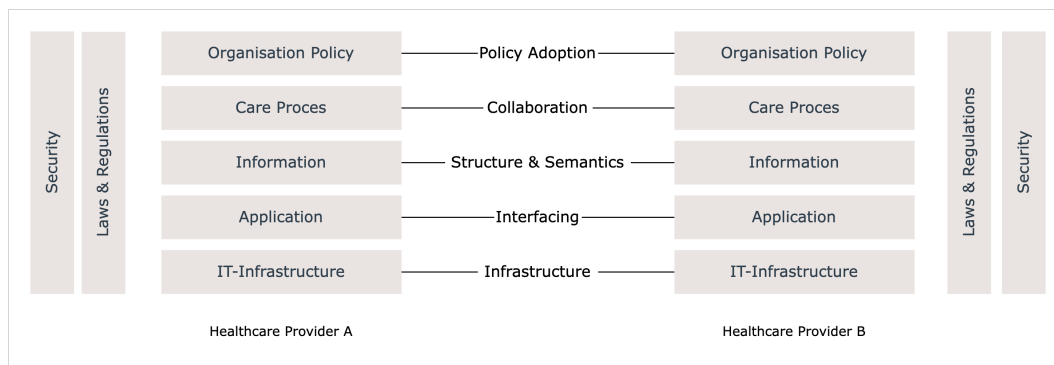 Security
Laws & Regulations
Organisation Policy
Policy Adoption
Organisation Policy
Care Proces
Collaboration
Care Proces
Information
Structure & Semantics
Information
Application
Interfacing
Application
IT-Infrastructure
Infrastructure
IT-Infrastructure
Laws & Regulations
Security
Healthcare Provider A
Healthcare Provider B